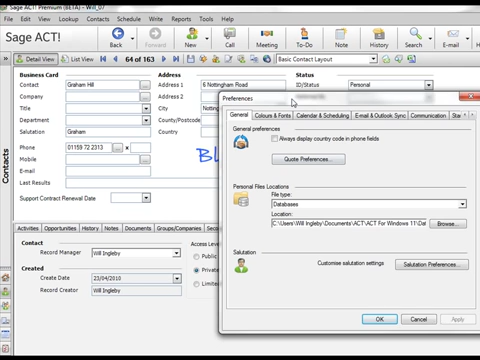 Sage ACT! Premium (BETA) - Will_07
Edit View Lookup Contacts Schedule Write Reports Tools Help
Sage ACT!
Back Forward New Call Meeting To-Do Note History Search E-mail
Detail View List View 64 of 163 Basic Contact Layout
Business Card Address Status
Contact Graham Hill ... Address 1 6 Nottingham Road ID/Status Personal
Company ... Address 2
Title City
Department County/Postcode
Salutation Graham Country
Phone 01159 72 2313 ... x
Mobile ...
E-mail
Last Results
Support Contract Renewal Date
Contacts
Activities Opportunities History Notes Documents Groups/Companies
Contact Access Level
Record Manager Will Ingleby Public
Created Private
Create Date 23/04/2010 Limited
Record Creator Will Ingleby
Preferences
General Colours & Fonts Calendar & Scheduling E-mail & Outlook Sync Communication
General preferences
Always display country code in phone fields
Quote Preferences...
Personal Files Locations
File type:
Databases
Location:
C:\Users\Will Ingleby\Documents\ACT\ACT For Windows 11\Dat Browse...
Salutation
Customise salutation settings Salutation Preferences...
OK Cancel Apply